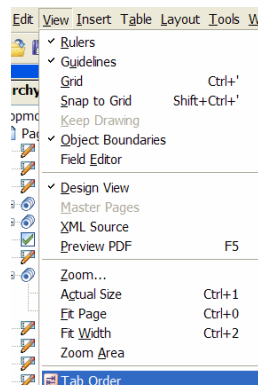 Edit View Insert Table Layout Tools
Rulers
Guidelines
Grid Ctrl+'
Snap to Grid Shift+Ctrl+'
Keep Drawing
Object Boundaries
Field Editor
Design View
Master Pages
XML Source
Preview PDF F5
Zoom...
Actual Size Ctrl+1
Fit Page Ctrl+0
Fit Width Ctrl+2
Zoom Area
Tab Order